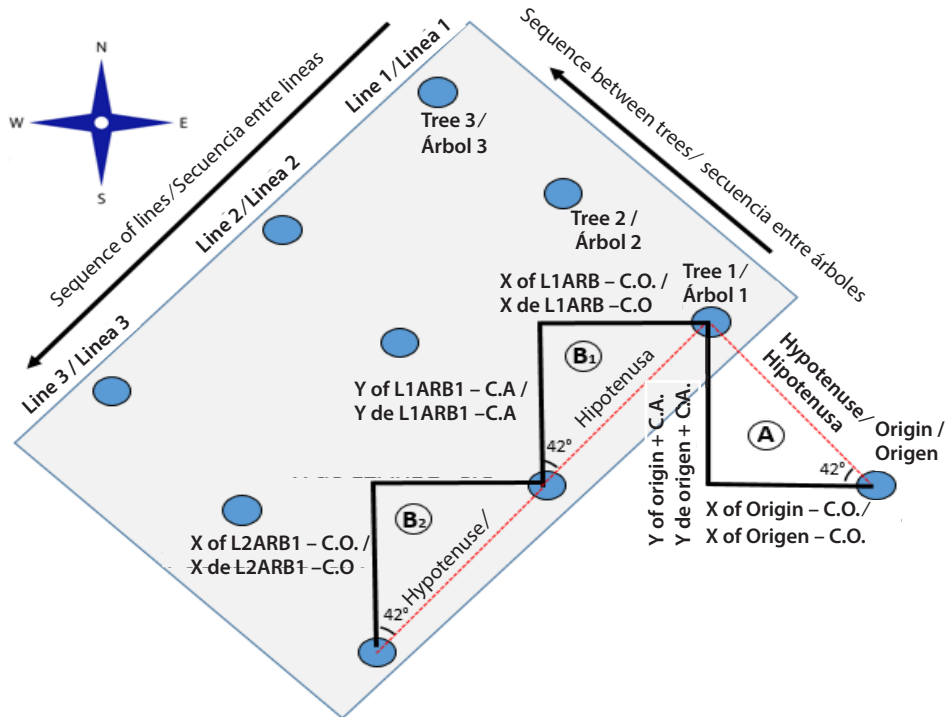 N
W
E
S
Sequence of lines/Secuencia entre lineas
Line 1/Linea 1
Line 2/Linea 2
Line 3 / Linea 3
Sequence between trees/ secuencia entre árboles
Tree 3 /
Árbol 3
Tree 2 /
Árbol 2
Tree 1/
Árbol 1
X of L1ARB – C.O. /
X de L1ARB –C.O
B1
Hipotenusa
Y of L1ARB1 – C.A /
Y de L1ARB1 –C.A
42°
Y of origin + C.A.
Y de origen + C.A.
Hypotenuse/
Hipotenusa
A
42°
Origin /
Origen
X of Origin – C.O./
X of Origen – C.O.
B2
X of L2ARB1 – C.O. /
X de L2ARB1 –C.O
Hypotenuse/
42°